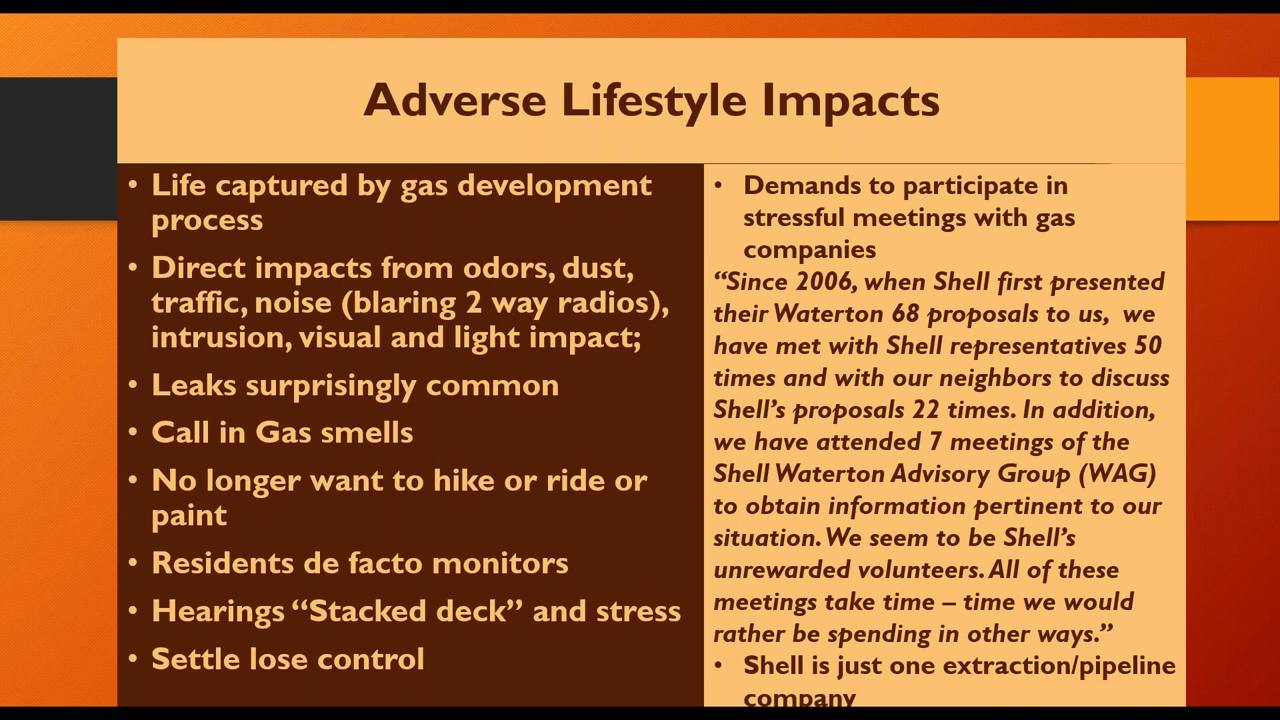 Adverse Lifestyle Impacts
• Life captured by gas development
process
• Direct impacts from odors, dust,
traffic, noise (blaring 2 way radios),
intrusion, visual and light impact;
• Leaks surprisingly common
• Call in Gas smells
• No longer want to hike or ride or
paint
• Residents de facto monitors
• Hearings “Stacked deck” and stress
• Settle lose control
• Demands to participate in
stressful meetings with gas
companies
“Since 2006, when Shell first presented
their Waterton 68 proposals to us, we
have met with Shell representatives 50
times and with our neighbors to discuss
Shell’s proposals 22 times. In addition,
we have attended 7 meetings of the
Shell Waterton Advisory Group (WAG)
to obtain information pertinent to our
situation. We seem to be Shell’s
unrewarded volunteers. All of these
meetings take time – time we would
rather be spending in other ways.”
• Shell is just one extraction/pipeline
company